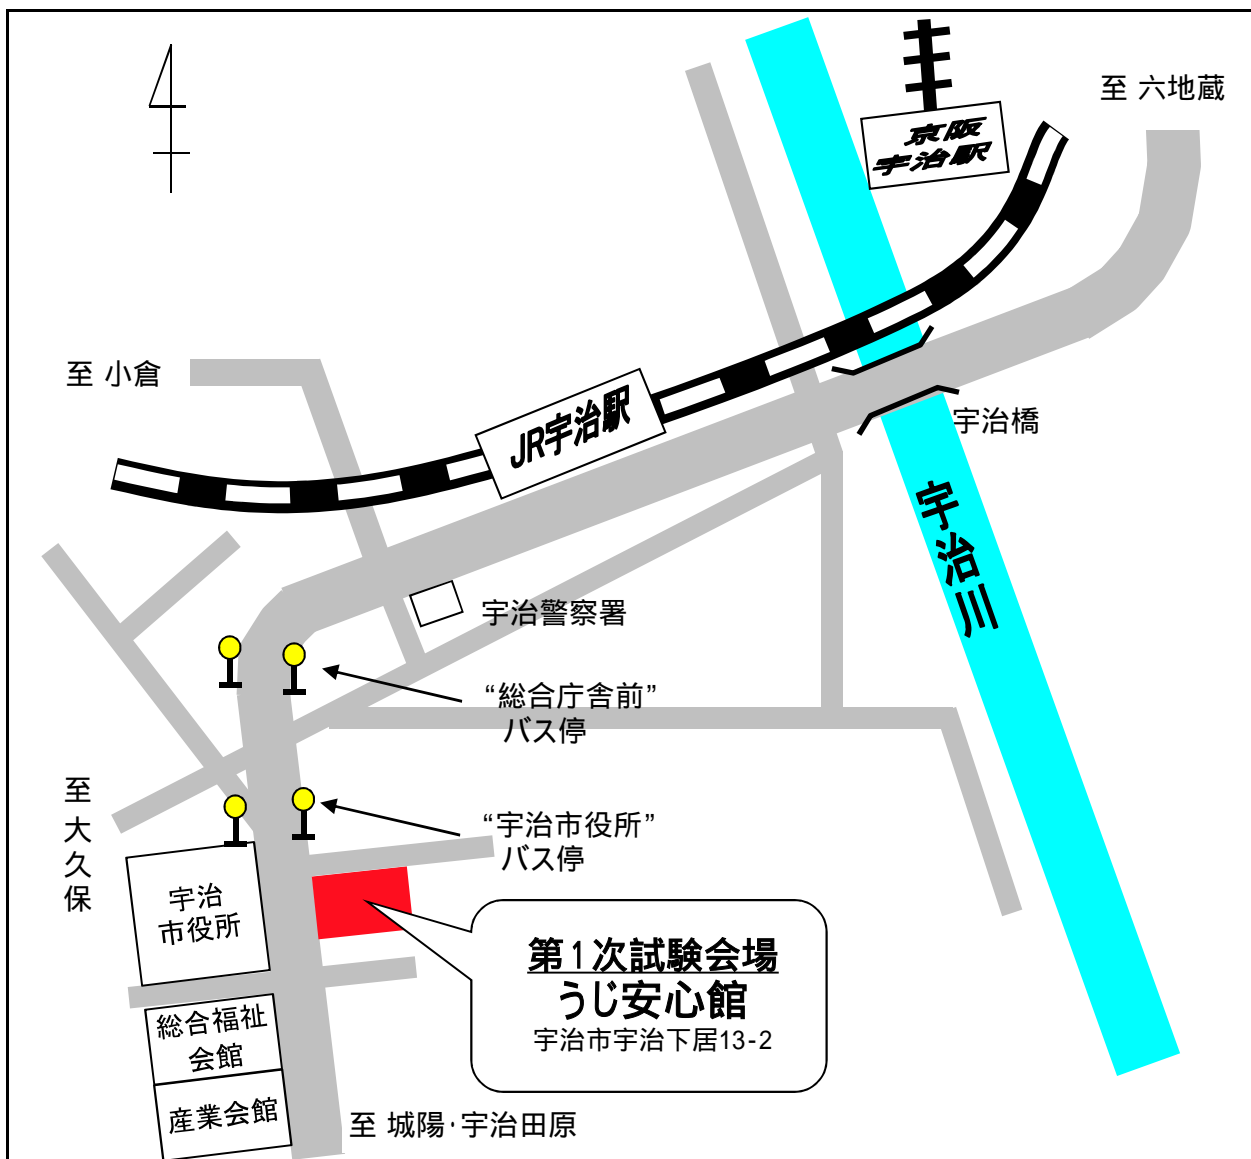 至 六地蔵
京阪
宇治駅
至 小倉
JR宇治駅
宇治橋
宇治川
宇治警察署
“総合庁舎前”
バス停
至 大久保
“宇治市役所”
バス停
宇治
市役所
第1次試験会場
うじ安心館
宇治市宇治下居13-2
総合福祉
会館
産業会館
至 城陽・宇治田原